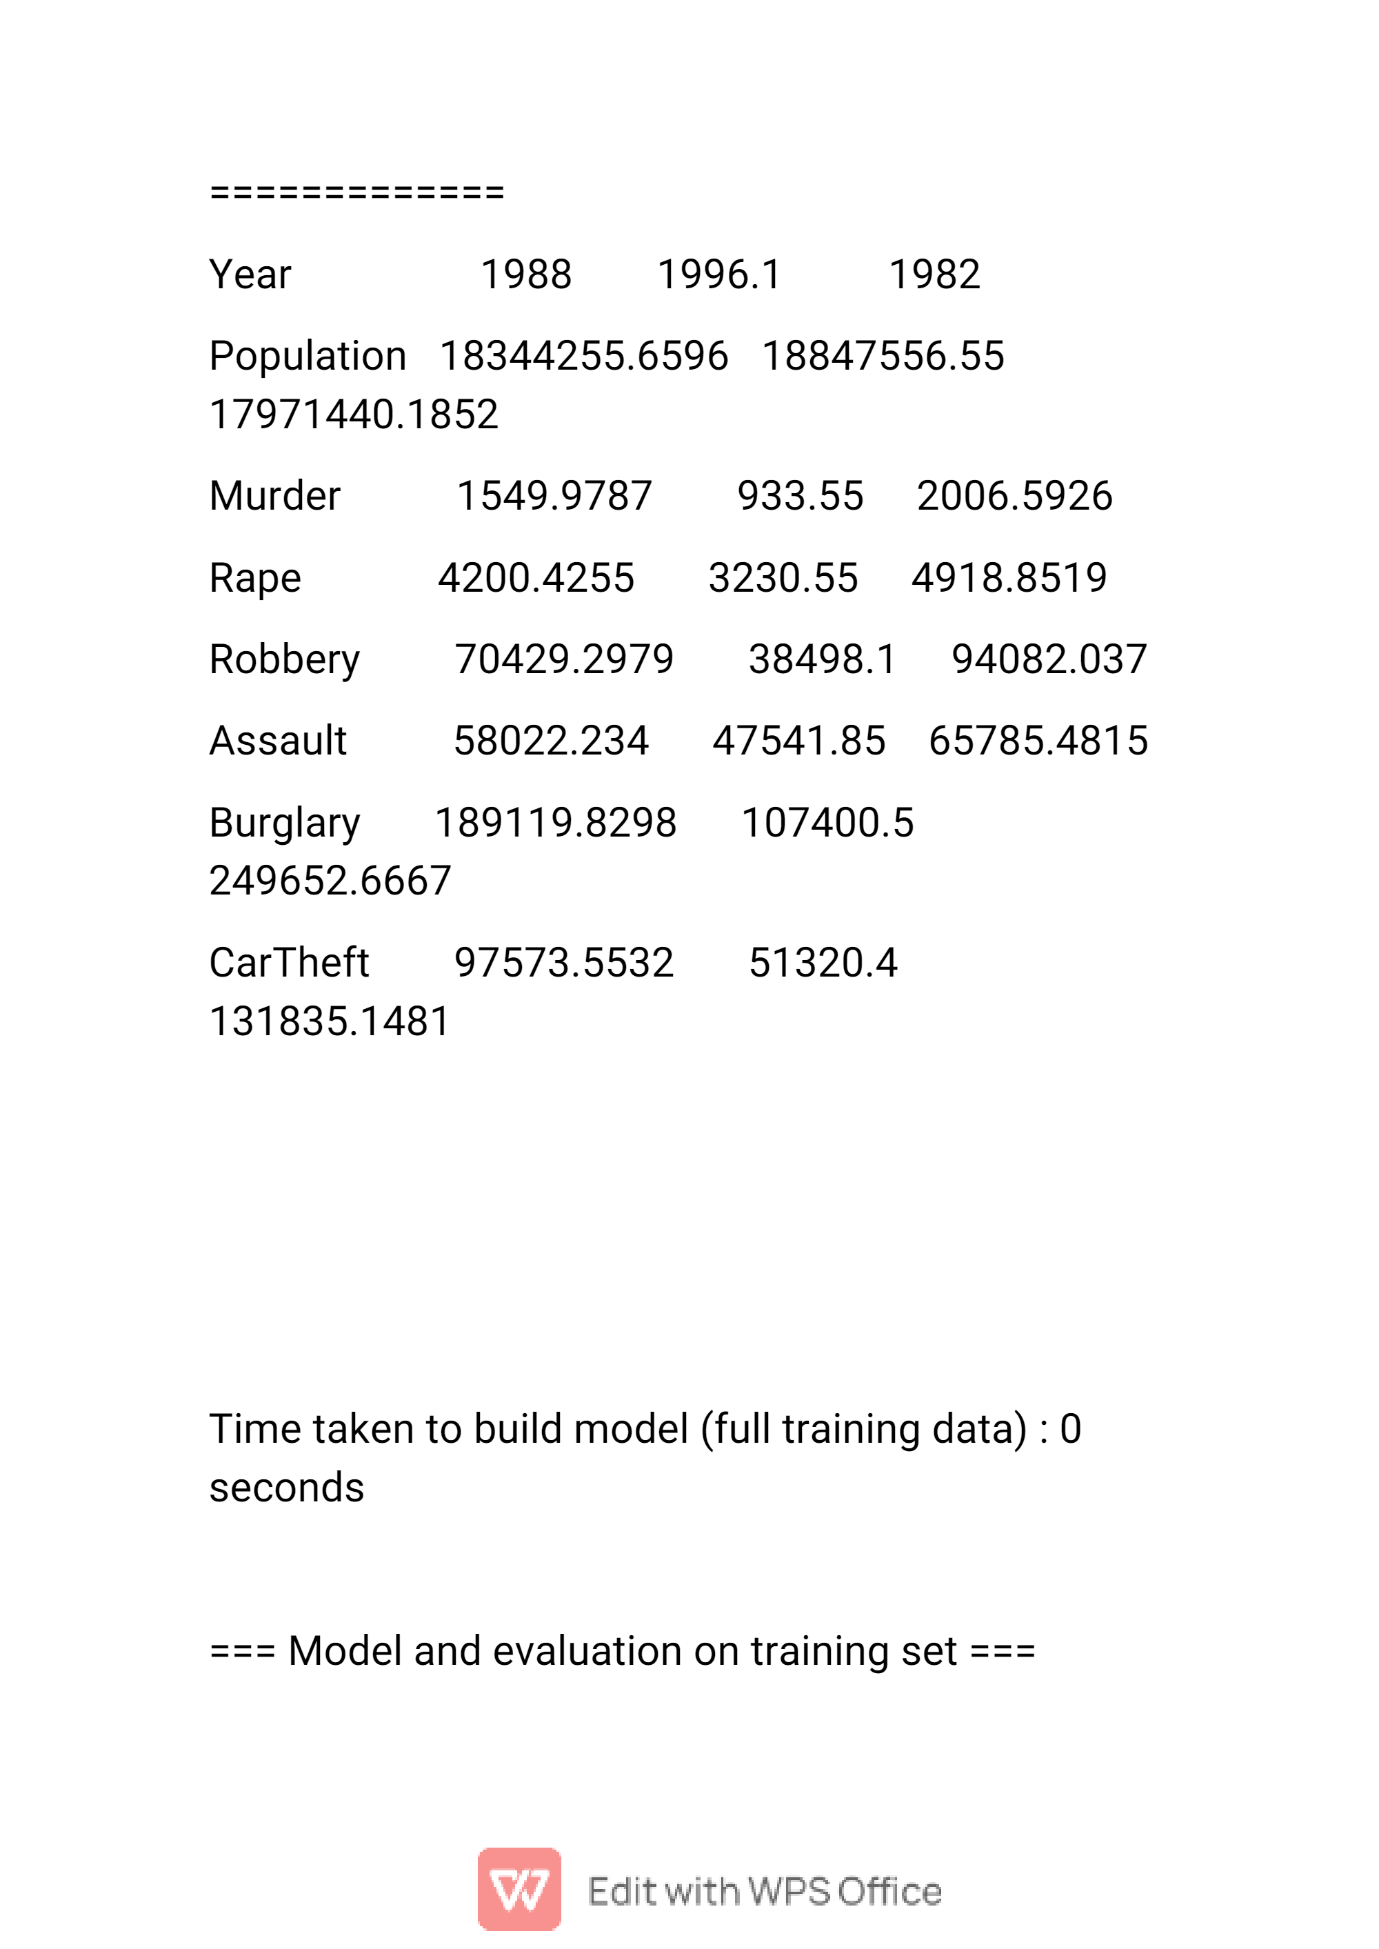 =============
Year 1988 1996.1 1982
Population 18344255.6596 18847556.55
17971440.1852
Murder 1549.9787 933.55 2006.5926
Rape 4200.4255 3230.55 4918.8519
Robbery 70429.2979 38498.1 94082.037
Assault 58022.234 47541.85 65785.4815
Burglary 189119.8298 107400.5
249652.6667
CarTheft 97573.5532 51320.4
131835.1481
Time taken to build model (full training data) : 0
seconds
=== Model and evaluation on training set ===
Edit with WPS Office